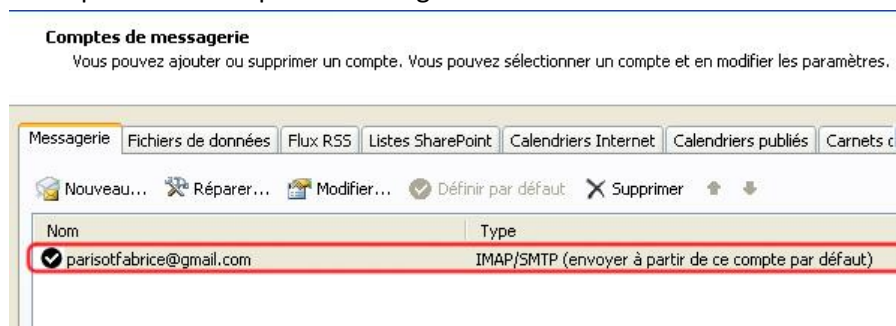 Comptes de messagerie
Vous pouvez ajouter ou supprimer un compte. Vous pouvez sélectionner un compte et en modifier les paramètres.
Messagerie Fichiers de données Flux RSS Listes SharePoint Calendriers Internet Calendriers publiés Carnets
Nouveau... Réparer... Modifier... Définir par défaut Supprimer
Nom Type
parisotfabrice@gmail.com IMAP/SMTP (envoyer à partir de ce compte par défaut)